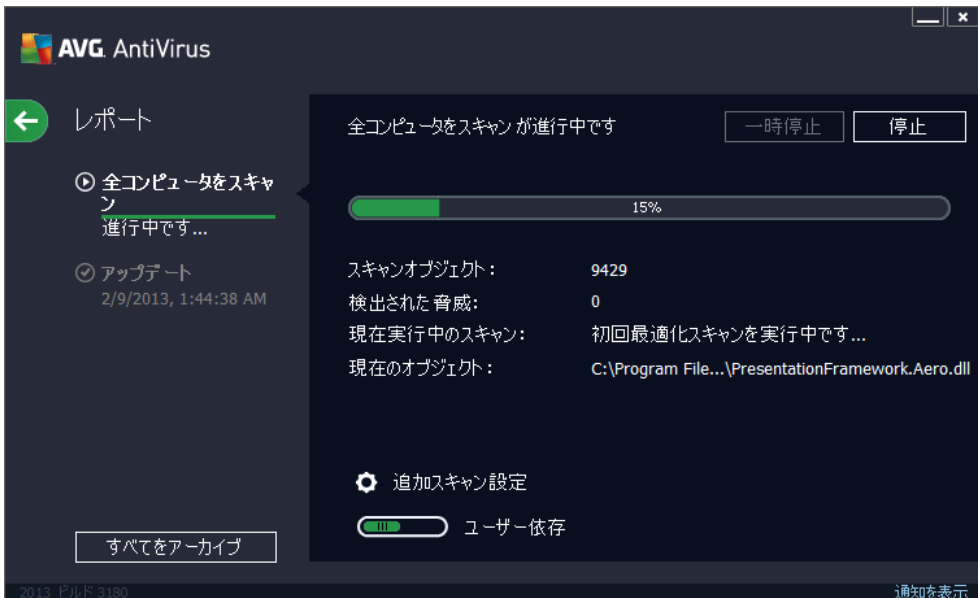 AVG. AntiVirus
レポート
全コンピュータをスキャ
ン
進行中です...
アップデート
2/9/2013, 1:44:38 AM
すべてをアーカイブ
全コンピュータをスキャン が進行中です
一時停止
停止
15%
スキャンオブジェクト: 9429
検出された脅威: 0
現在実行中のスキャン: 初回最適化スキャンを実行中です...
現在のオブジェクト: C:\Program File...\PresentationFramework.Aero.dll
追加スキャン設定
ユーザー依存
2013 ビルド 3180
通知を表示